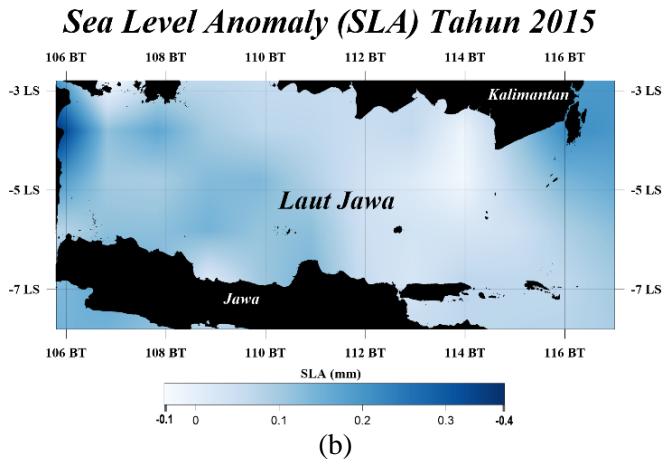 Sea Level Anomaly (SLA) Tahun 2015
106 BT 108 BT 110 BT 112 BT 114 BT 116 BT
-3 LS Kalimantan -3 LS
-5 LS Laut Jawa -5 LS
-7 LS Jawa -7 LS
106 BT 108 BT 110 BT 112 BT 114 BT 116 BT
SLA (mm)
-0.1 0 0.1 0.2 0.3 -0.4
(b)